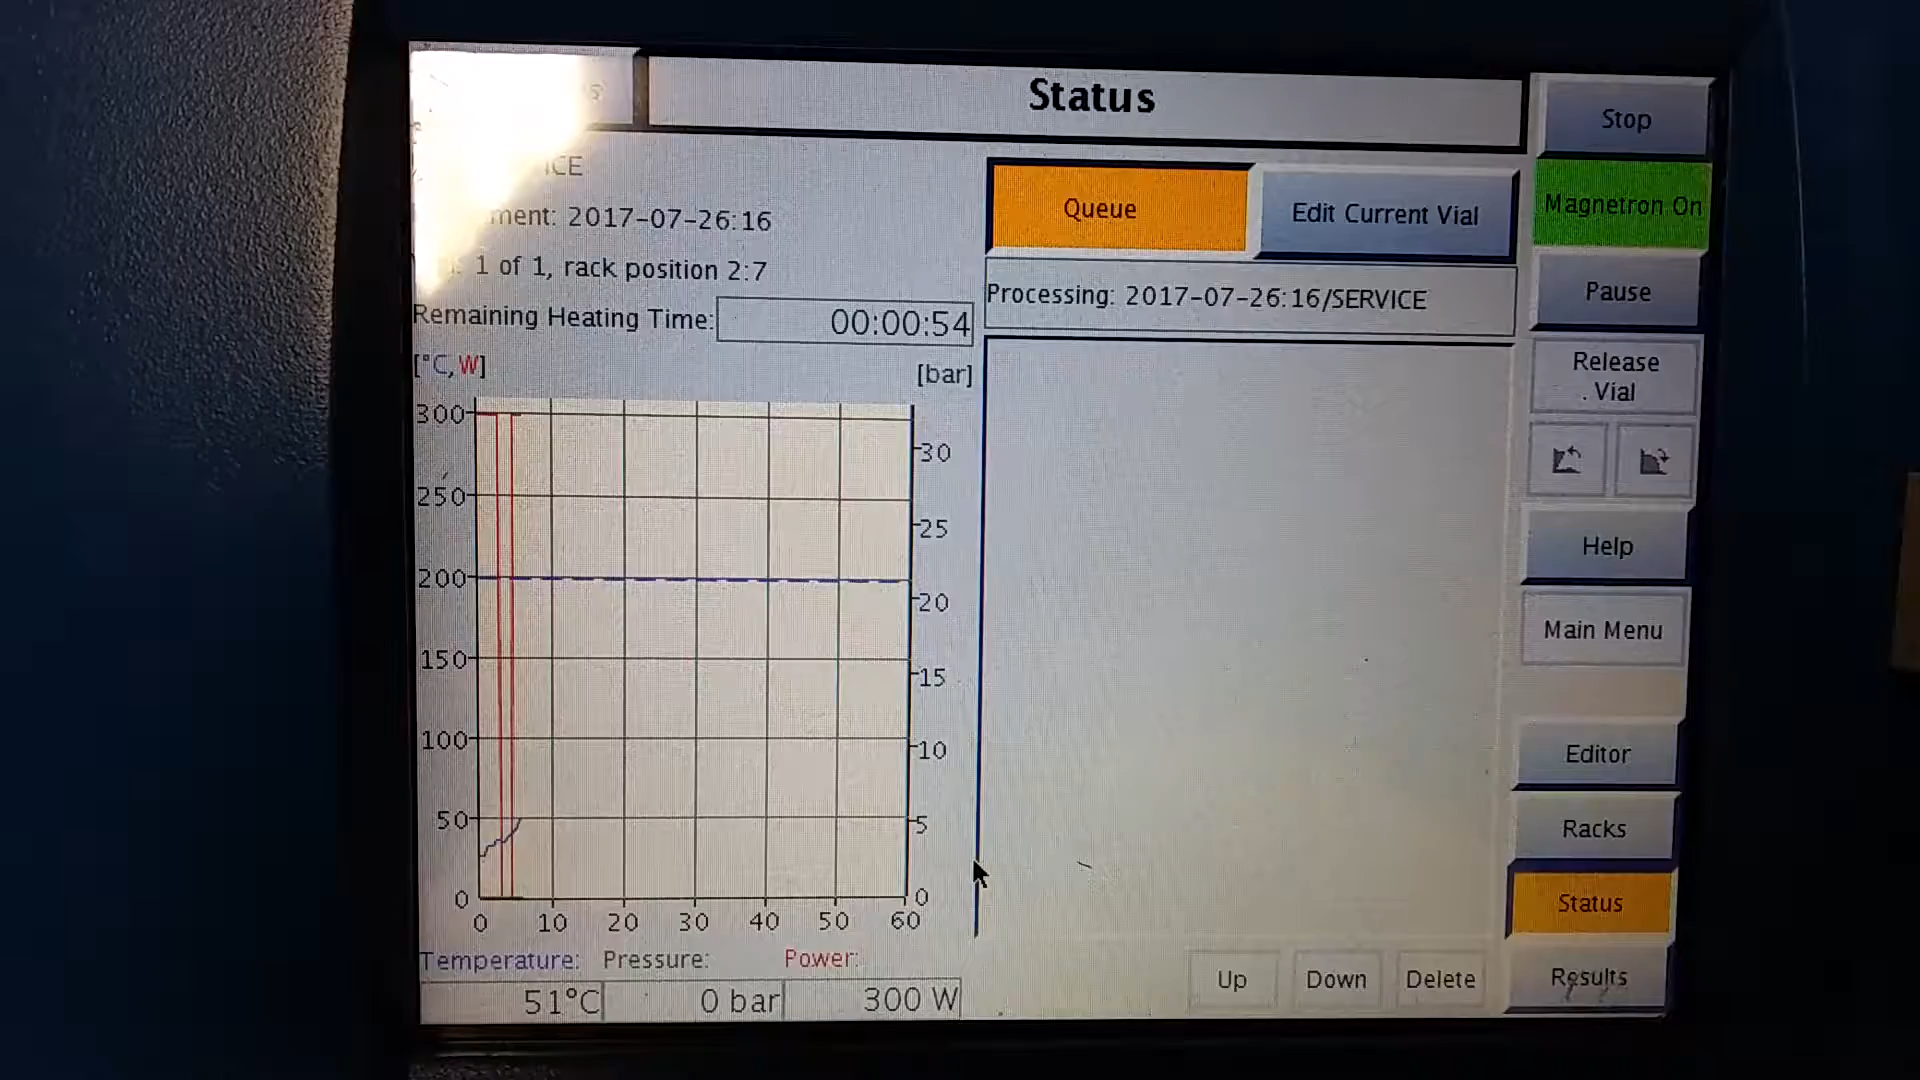 Status
Stop
2017-07-26:16
1 of 1, rack position 2:7
Remaining Heating Time: 00:00:54
[°C,W]
[bar]
300
250
200
150
100
50
0
30
25
20
15
10
5
0
0 10 20 30 40 50 60
Temperature: Pressure: Power:
51°C 0 bar 300 W
Queue
Edit Current Vial
Processing: 2017-07-26:16/SERVICE
Up Down Delete
Magnetron On
Pause
Release
Vial
Help
Main Menu
Editor
Racks
Status
Results